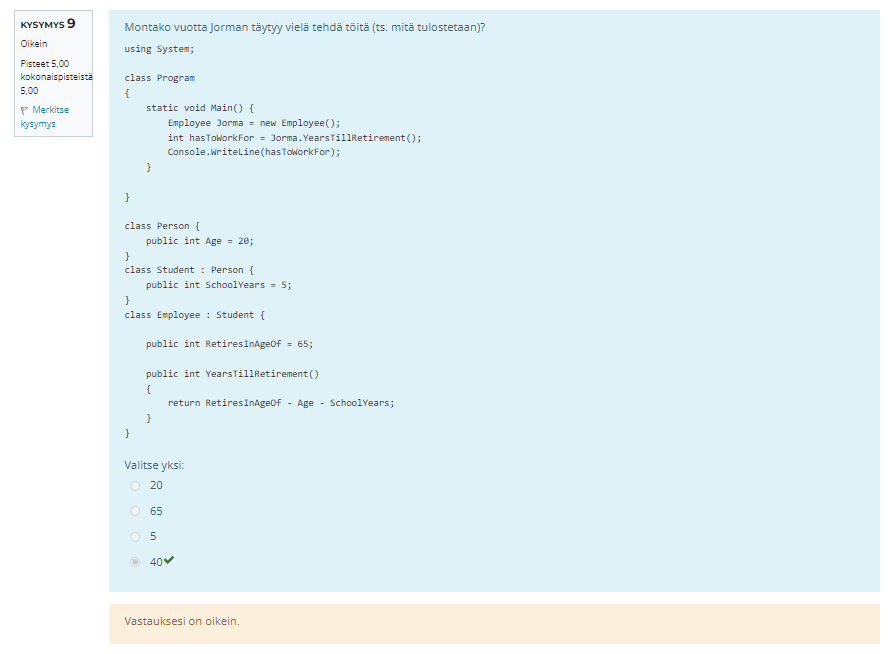 KYSYMYS 9
Oikein
Pisteet 5,00
kokonaispisteistä
5,00
Merkitse
kysymys
Montako vuotta Jorman täytyy vielä tehdä töitä (ts. mitä tulostetaan)?
using System;
class Program
{
static void Main() {
Employee Jorma = new Employee();
int hasToWorkFor = Jorma.YearsTillRetirement();
Console.WriteLine(hasToWorkFor);
}
}
class Person {
public int Age = 20;
}
class Student : Person {
public int SchoolYears = 5;
}
class Employee : Student {
public int RetiresInAgeOf = 65;
public int YearsTillRetirement()
{
return RetiresInAgeOf - Age - SchoolYears;
}
}
Valitse yksi:
20
65
5
40
Vastauksesi on oikein.